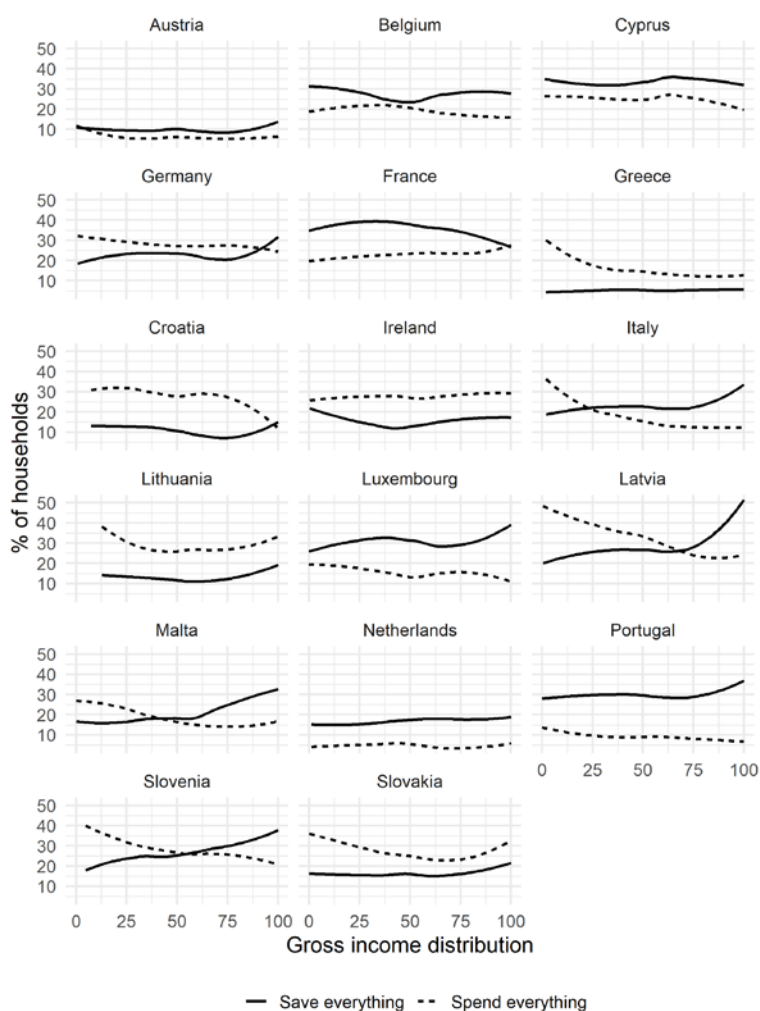 Austria Belgium Cyprus
50
40
30
20
10
Germany France Greece
50
40
30
20
10
Croatia Ireland Italy
50
40
30
20
10
Lithuania Luxembourg Latvia
50
40
30
20
10
Malta Netherlands Portugal
50
40
30
20
10
0 25 50 75 100
Slovenia Slovakia
50
40
30
20
10
0 25 50 75 100 0 25 50 75 100
% of households
Gross income distribution
Save everything Spend everything